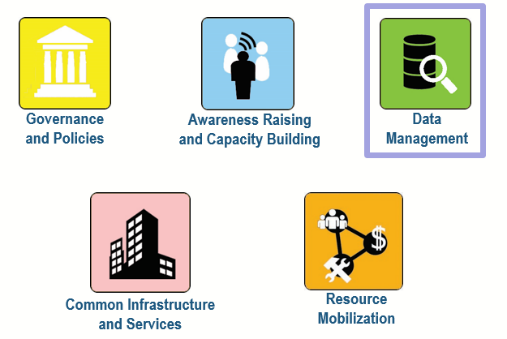 Governance
and Policies
Awareness Raising
and Capacity Building
Data
Management
Common Infrastructure
and Services
$
Resource
Mobilization